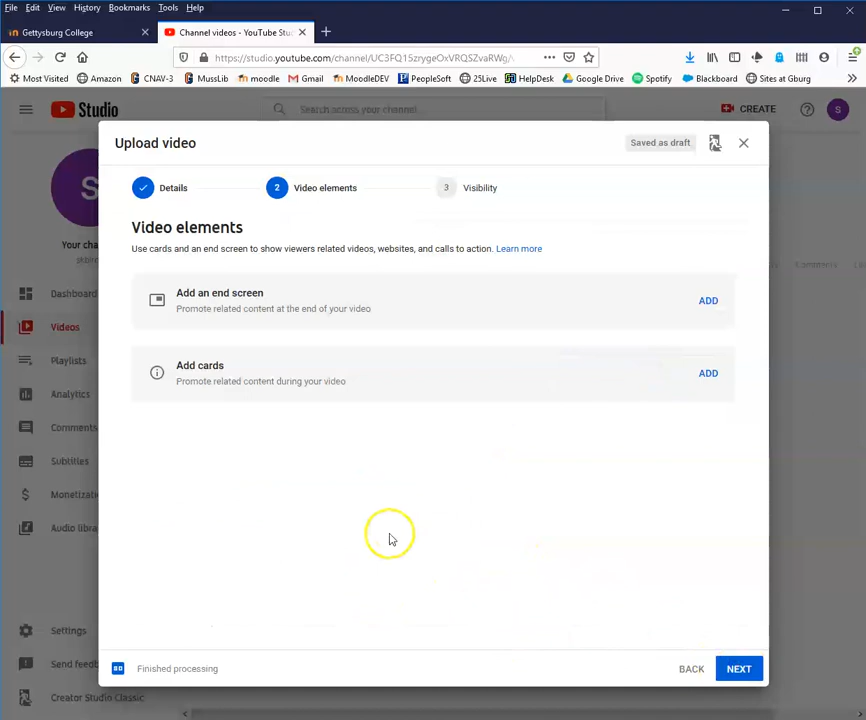 File Edit View History Bookmarks Tools Help
Gettysburg College
Channel videos - YouTube Stu
https://studio.youtube.com/channel/UC3FQ15zrygeOxVRQSZvaRWg/
Most Visited Amazon CNAV-3 MussLib moodle Gmail MoodleDEV PeopleSoft 25Live HelpDesk Google Drive Spotify Blackboard Sites at Gburg
Studio
Search across your channel...
CREATE
S
Upload video
Saved as draft
Details
2 Video elements
3 Visibility
Video elements
Use cards and an end screen to show viewers related videos, websites, and calls to action. Learn more
Your cha
Add an end screen
Promote related content at the end of your video
ADD
Dashboard
Videos
Playlists
Add cards
Promote related content during your video
ADD
Analytics
Comments
Subtitles
Monetizati
Audio libra
Settings
Send feedb
Finished processing
BACK
NEXT
Creator Studio Classic